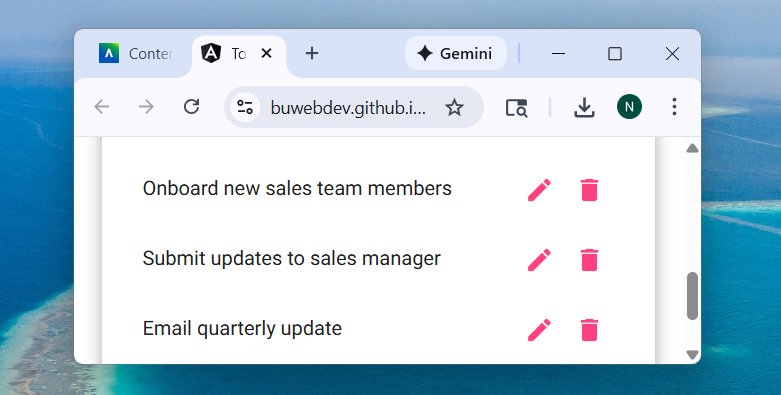 Conter
To
Gemini
buwebdev.github.i...
N
Onboard new sales team members
Submit updates to sales manager
Email quarterly update